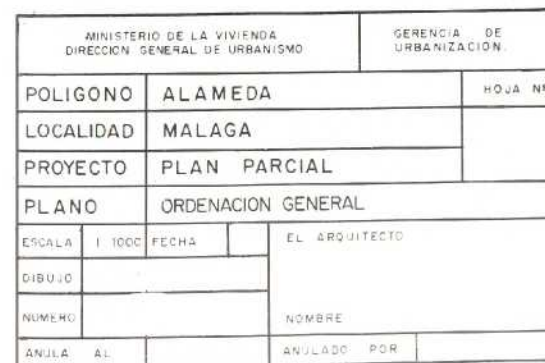 MINISTERIO DE LA VIVIENDA
DIRECCION GENERAL DE URBANISMO
GERENCIA DE
URBANIZACION.
POLIGONO ALAMEDA
HOJA Nº
LOCALIDAD MALAGA
PROYECTO PLAN PARCIAL
PLANO ORDENACION GENERAL
ESCALA 1 1000 FECHA
EL ARQUITECTO
DIBUJO
NUMERO
NOMBRE
ANULA AL
ANULADO POR